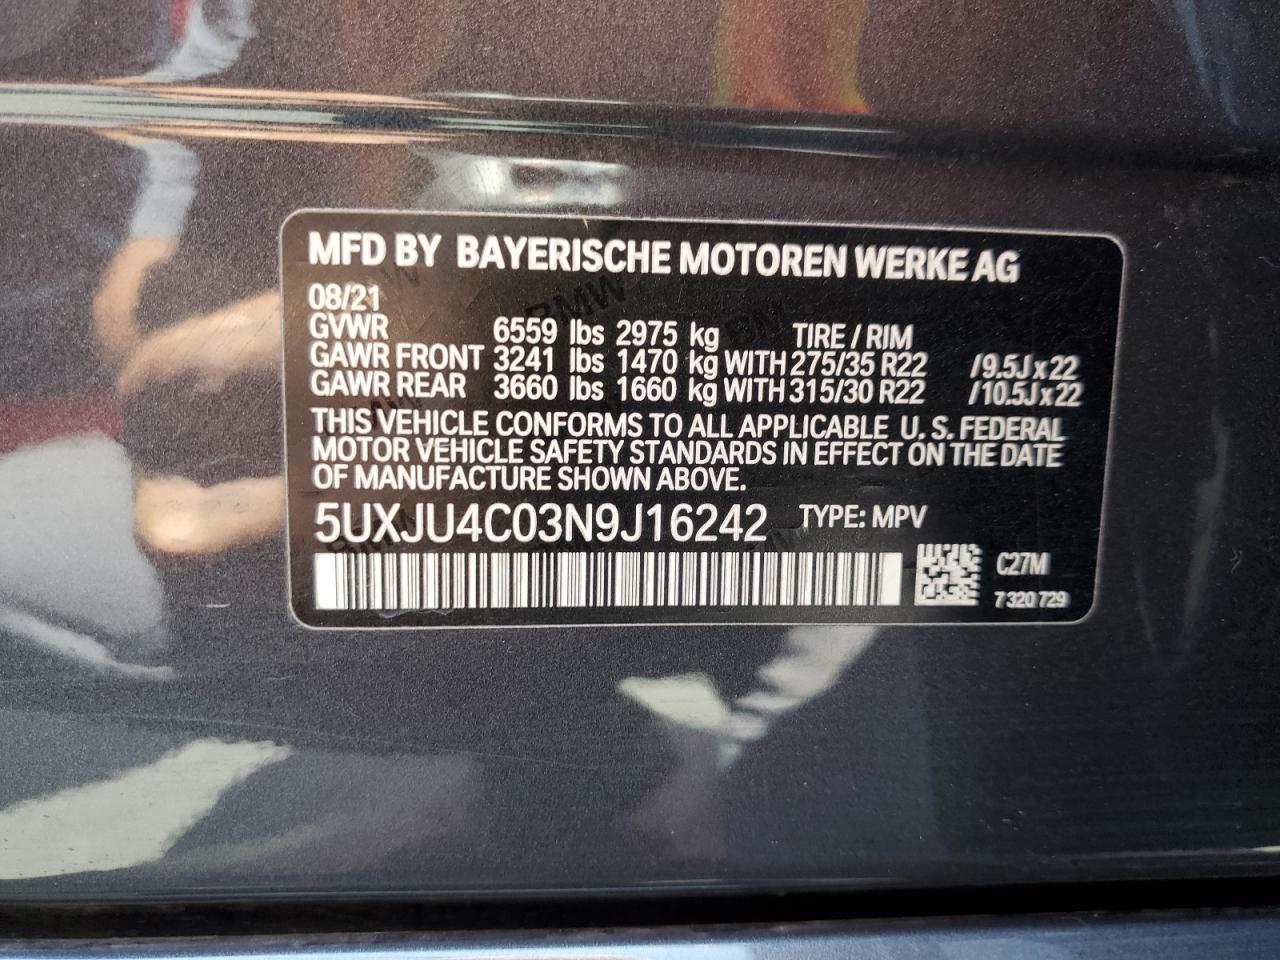 MFD BY BAYERISCHE MOTOREN WERKE AG
08/21
GVWR 6559 lbs 2975 kg TIRE / RIM
GAWR FRONT 3241 lbs 1470 kg WITH 275/35 R22 /9.5J x 22
GAWR REAR 3660 lbs 1660 kg WITH 315/30 R22 /10.5J x 22
THIS VEHICLE CONFORMS TO ALL APPLICABLE U.S. FEDERAL
MOTOR VEHICLE SAFETY STANDARDS IN EFFECT ON THE DATE
OF MANUFACTURE SHOWN ABOVE.
5UXJU4C03N9J16242 TYPE: MPV
C27M
7 320 729